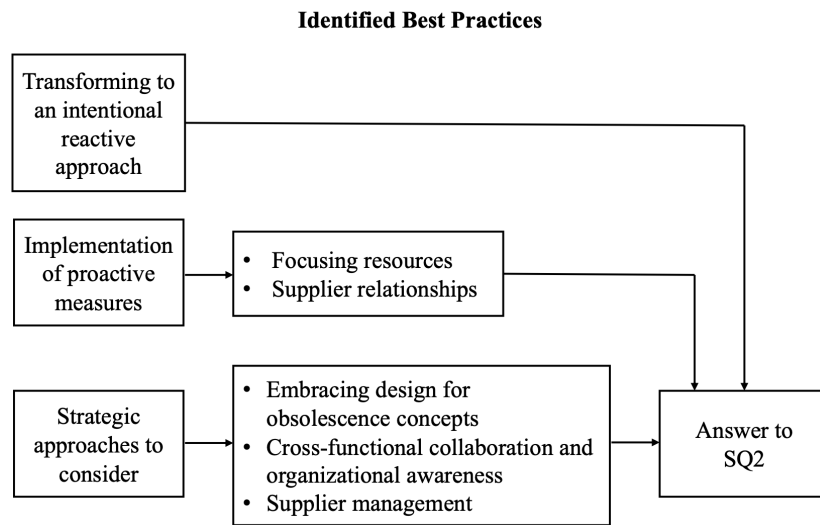 Identified Best Practices
Transforming to
an intentional
reactive
approach
Implementation
of proactive
measures
• Focusing resources
• Supplier relationships
Strategic
approaches to
consider
• Embracing design for
obsolescence concepts
• Cross-functional collaboration and
organizational awareness
• Supplier management
Answer to
SQ2